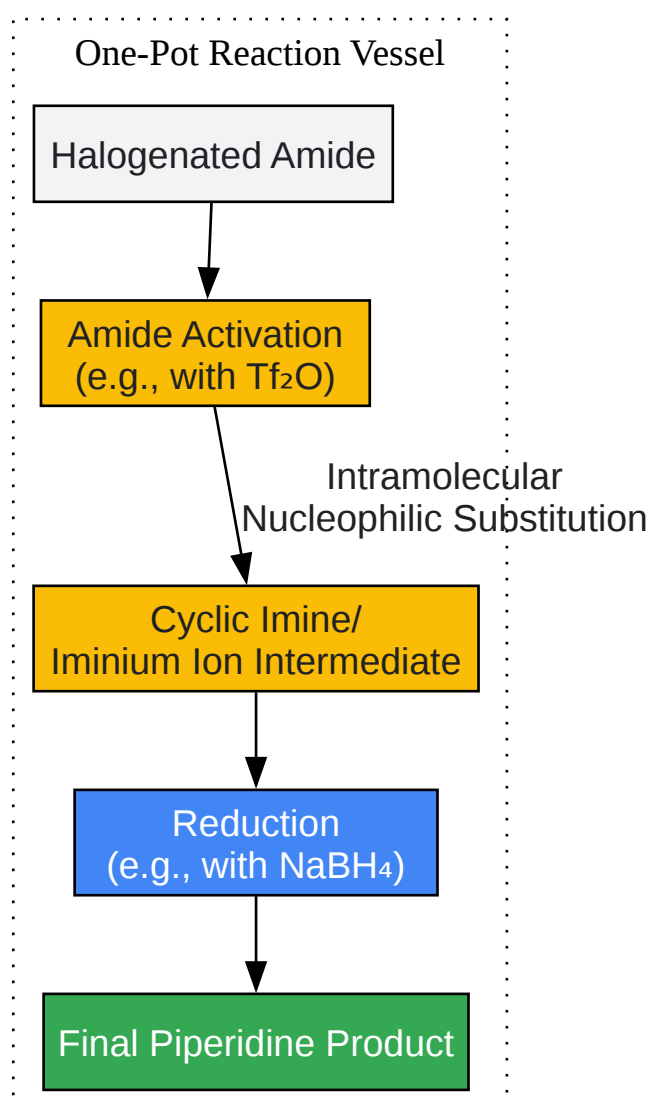 One-Pot Reaction Vessel
Halogenated Amide
Amide Activation
(e.g., with Tf₂O)
Intramolecular
Nucleophilic Substitution
Cyclic Imine/
Iminium Ion Intermediate
Reduction
(e.g., with NaBH₄)
Final Piperidine Product